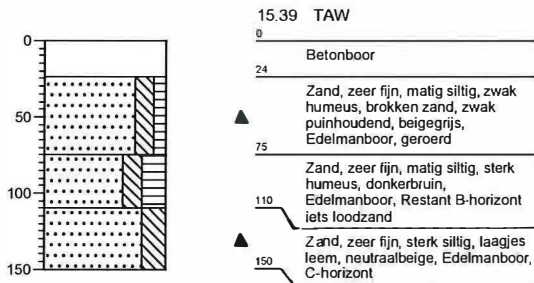 15.39 TAW
0
0
Betonboor
24
Zand, zeer fijn, matig siltig, zwak
humeus, brokken zand, zwak
puinhoudend, beigegrijs,
Edelmanboor, geroerd
50
75
Zand, zeer fijn, matig siltig, sterk
humeus, donkerbruin,
Edelmanboor, Restant B-horizont
iets loodzand
100
110
Zand, zeer fijn, sterk siltig, laagjes
leem, neutraalbeige, Edelmanboor,
C-horizont
150
150